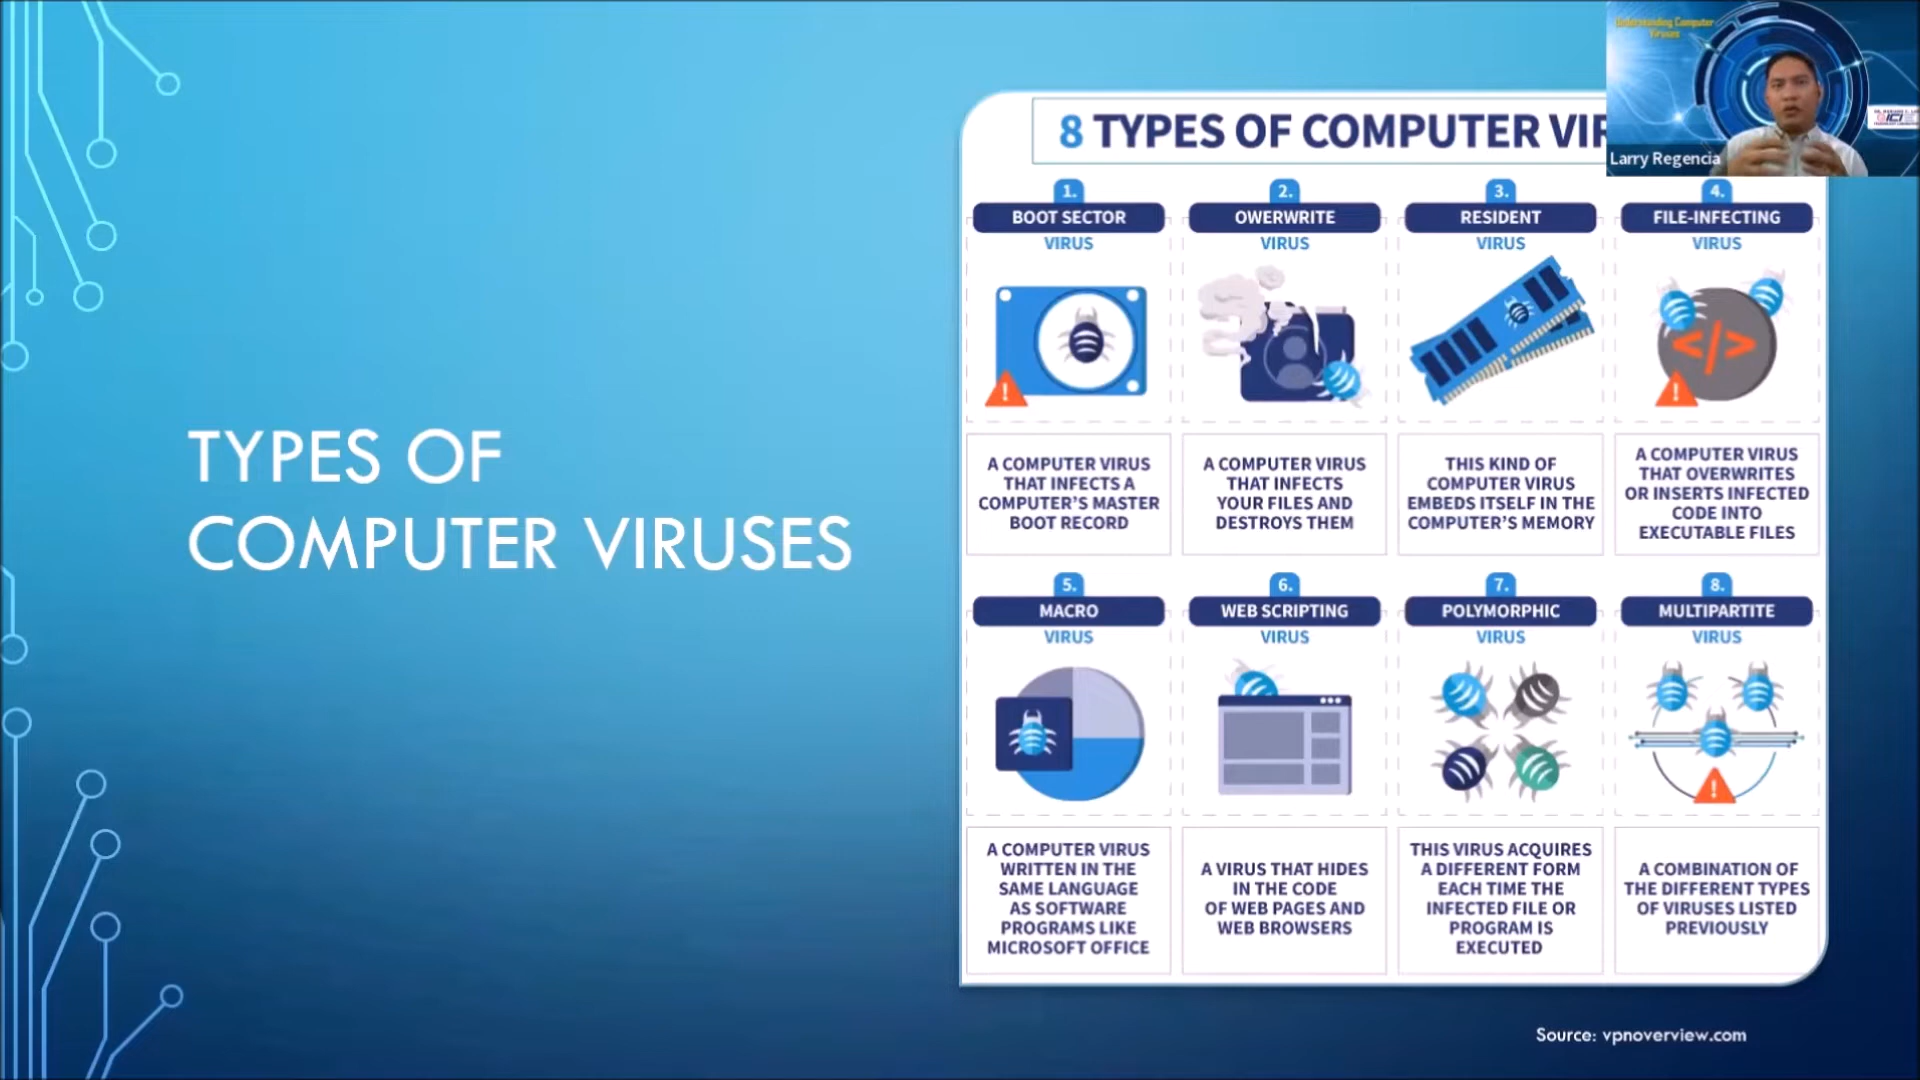 TYPES OF
COMPUTER VIRUSES
8 TYPES OF COMPUTER VIR
Understanding Computer
Viruses
Larry Regencia
1.
BOOT SECTOR
VIRUS
A COMPUTER VIRUS
THAT INFECTS A
COMPUTER'S MASTER
BOOT RECORD
2.
OWERWRITE
VIRUS
A COMPUTER VIRUS
THAT INFECTS
YOUR FILES AND
DESTROYS THEM
3.
RESIDENT
VIRUS
THIS KIND OF
COMPUTER VIRUS
EMBEDS ITSELF IN THE
COMPUTER'S MEMORY
4.
FILE-INFECTING
VIRUS
</>
A COMPUTER VIRUS
THAT OVERWRITES
OR INSERTS INFECTED
CODE INTO
EXECUTABLE FILES
5.
MACRO
VIRUS
A COMPUTER VIRUS
WRITTEN IN THE
SAME LANGUAGE
AS SOFTWARE
PROGRAMS LIKE
MICROSOFT OFFICE
6.
WEB SCRIPTING
VIRUS
A VIRUS THAT HIDES
IN THE CODE
OF WEB PAGES AND
WEB BROWSERS
7.
POLYMORPHIC
VIRUS
THIS VIRUS ACQUIRES
A DIFFERENT FORM
EACH TIME THE
INFECTED FILE OR
PROGRAM IS
EXECUTED
8.
MULTIPARTITE
VIRUS
A COMBINATION OF
THE DIFFERENT TYPES
OF VIRUSES LISTED
PREVIOUSLY
Source: vpnoverview.com